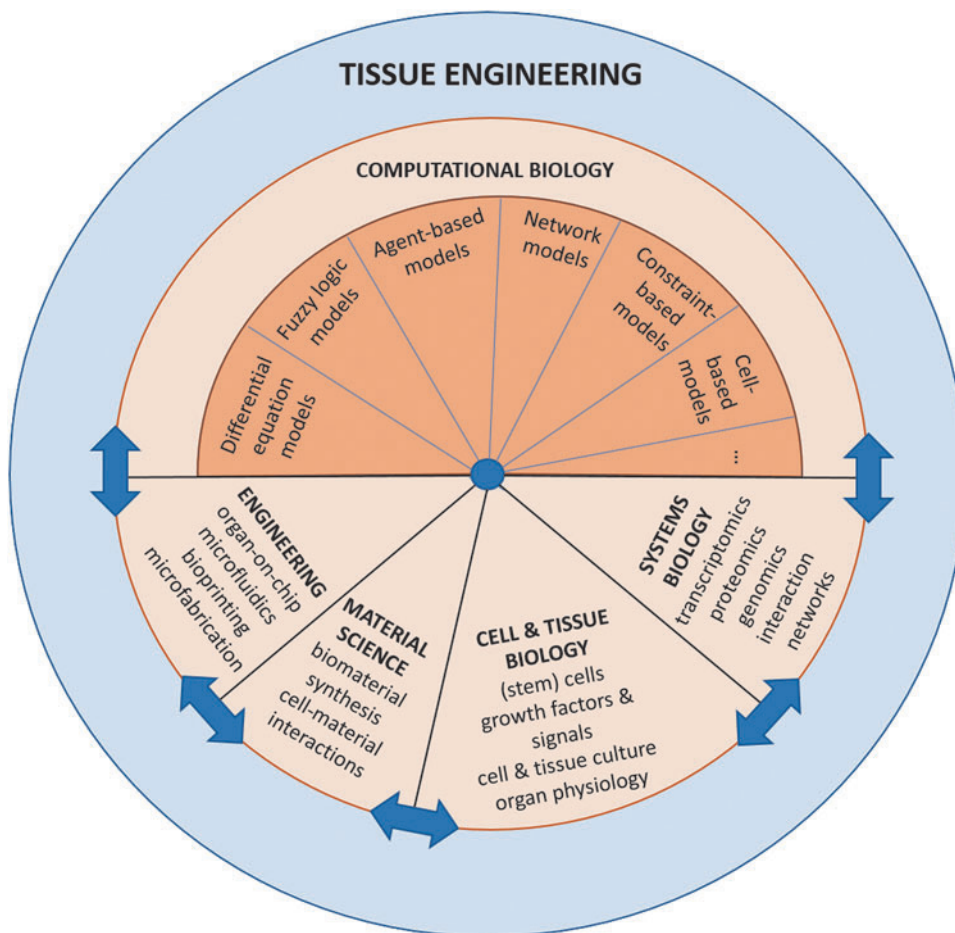 TISSUE ENGINEERING
COMPUTATIONAL BIOLOGY
Differential
equation
models
Fuzzy logic
models
Agent-based
models
Network
models
Constraint-
based
models
Cell-
based
models
...
ENGINEERING
organ-on-chip
microfluidics
bioprinting
microfabrication
MATERIAL
SCIENCE
biomaterial
synthesis
cell-material
interactions
CELL & TISSUE
BIOLOGY
(stem) cells
growth factors &
signals
cell & tissue culture
organ physiology
SYSTEMS
BIOLOGY
transcriptomics
proteomics
genomics
interaction
networks